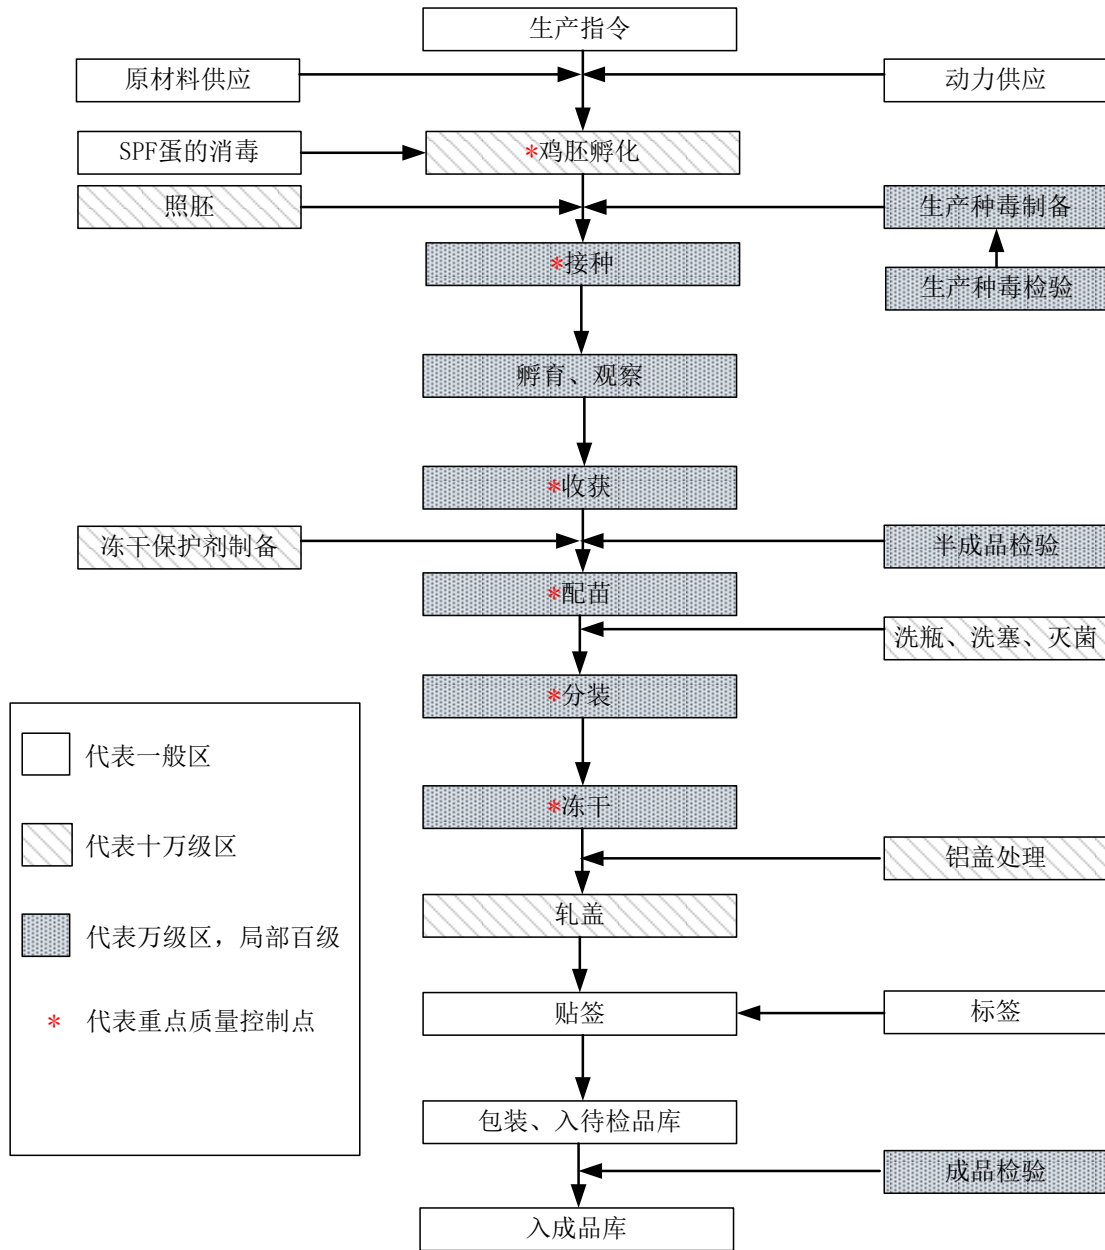 生产指令
原材料供应
动力供应
SPF蛋的消毒
*鸡胚孵化
照胚
生产种毒制备
*接种
生产种毒检验
孵育、观察
*收获
冻干保护剂制备
半成品检验
*配苗
洗瓶、洗塞、灭菌
*分装
代表一般区
*冻干
代表十万级区
铝盖处理
轧盖
代表万级区，局部百级
贴签
标签
* 代表重点质量控制点
包装、入待检品库
成品检验
入成品库